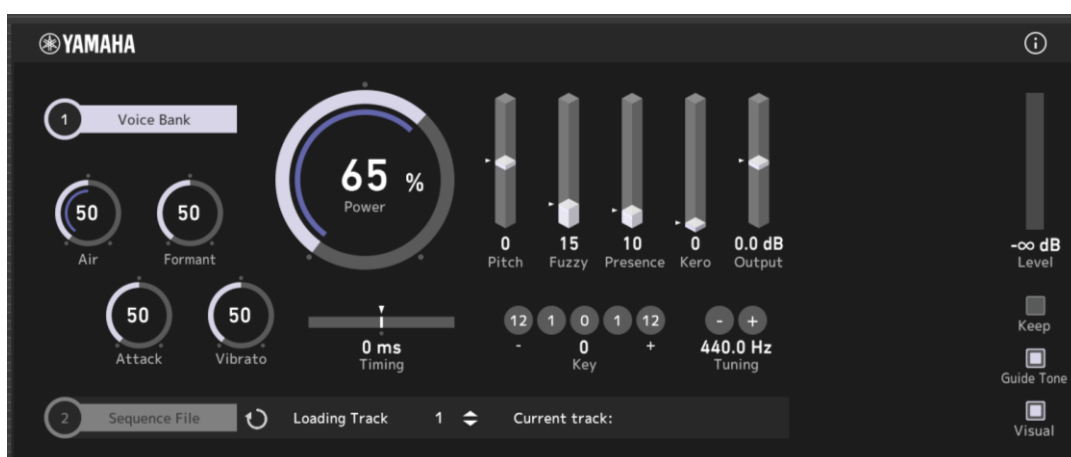 YAMAHA
1 Voice Bank
65 %
Power
50
Air
50
Formant
50
Attack
50
Vibrato
0
Pitch
15
Fuzzy
10
Presence
0
Kero
0.0 dB
Output
-∞ dB
Level
0 ms
Timing
12 1 0 1 12
- 0 +
Key
- +
440.0 Hz
Tuning
Keep
Guide Tone
Visual
2 Sequence File Loading Track 1 Current track: